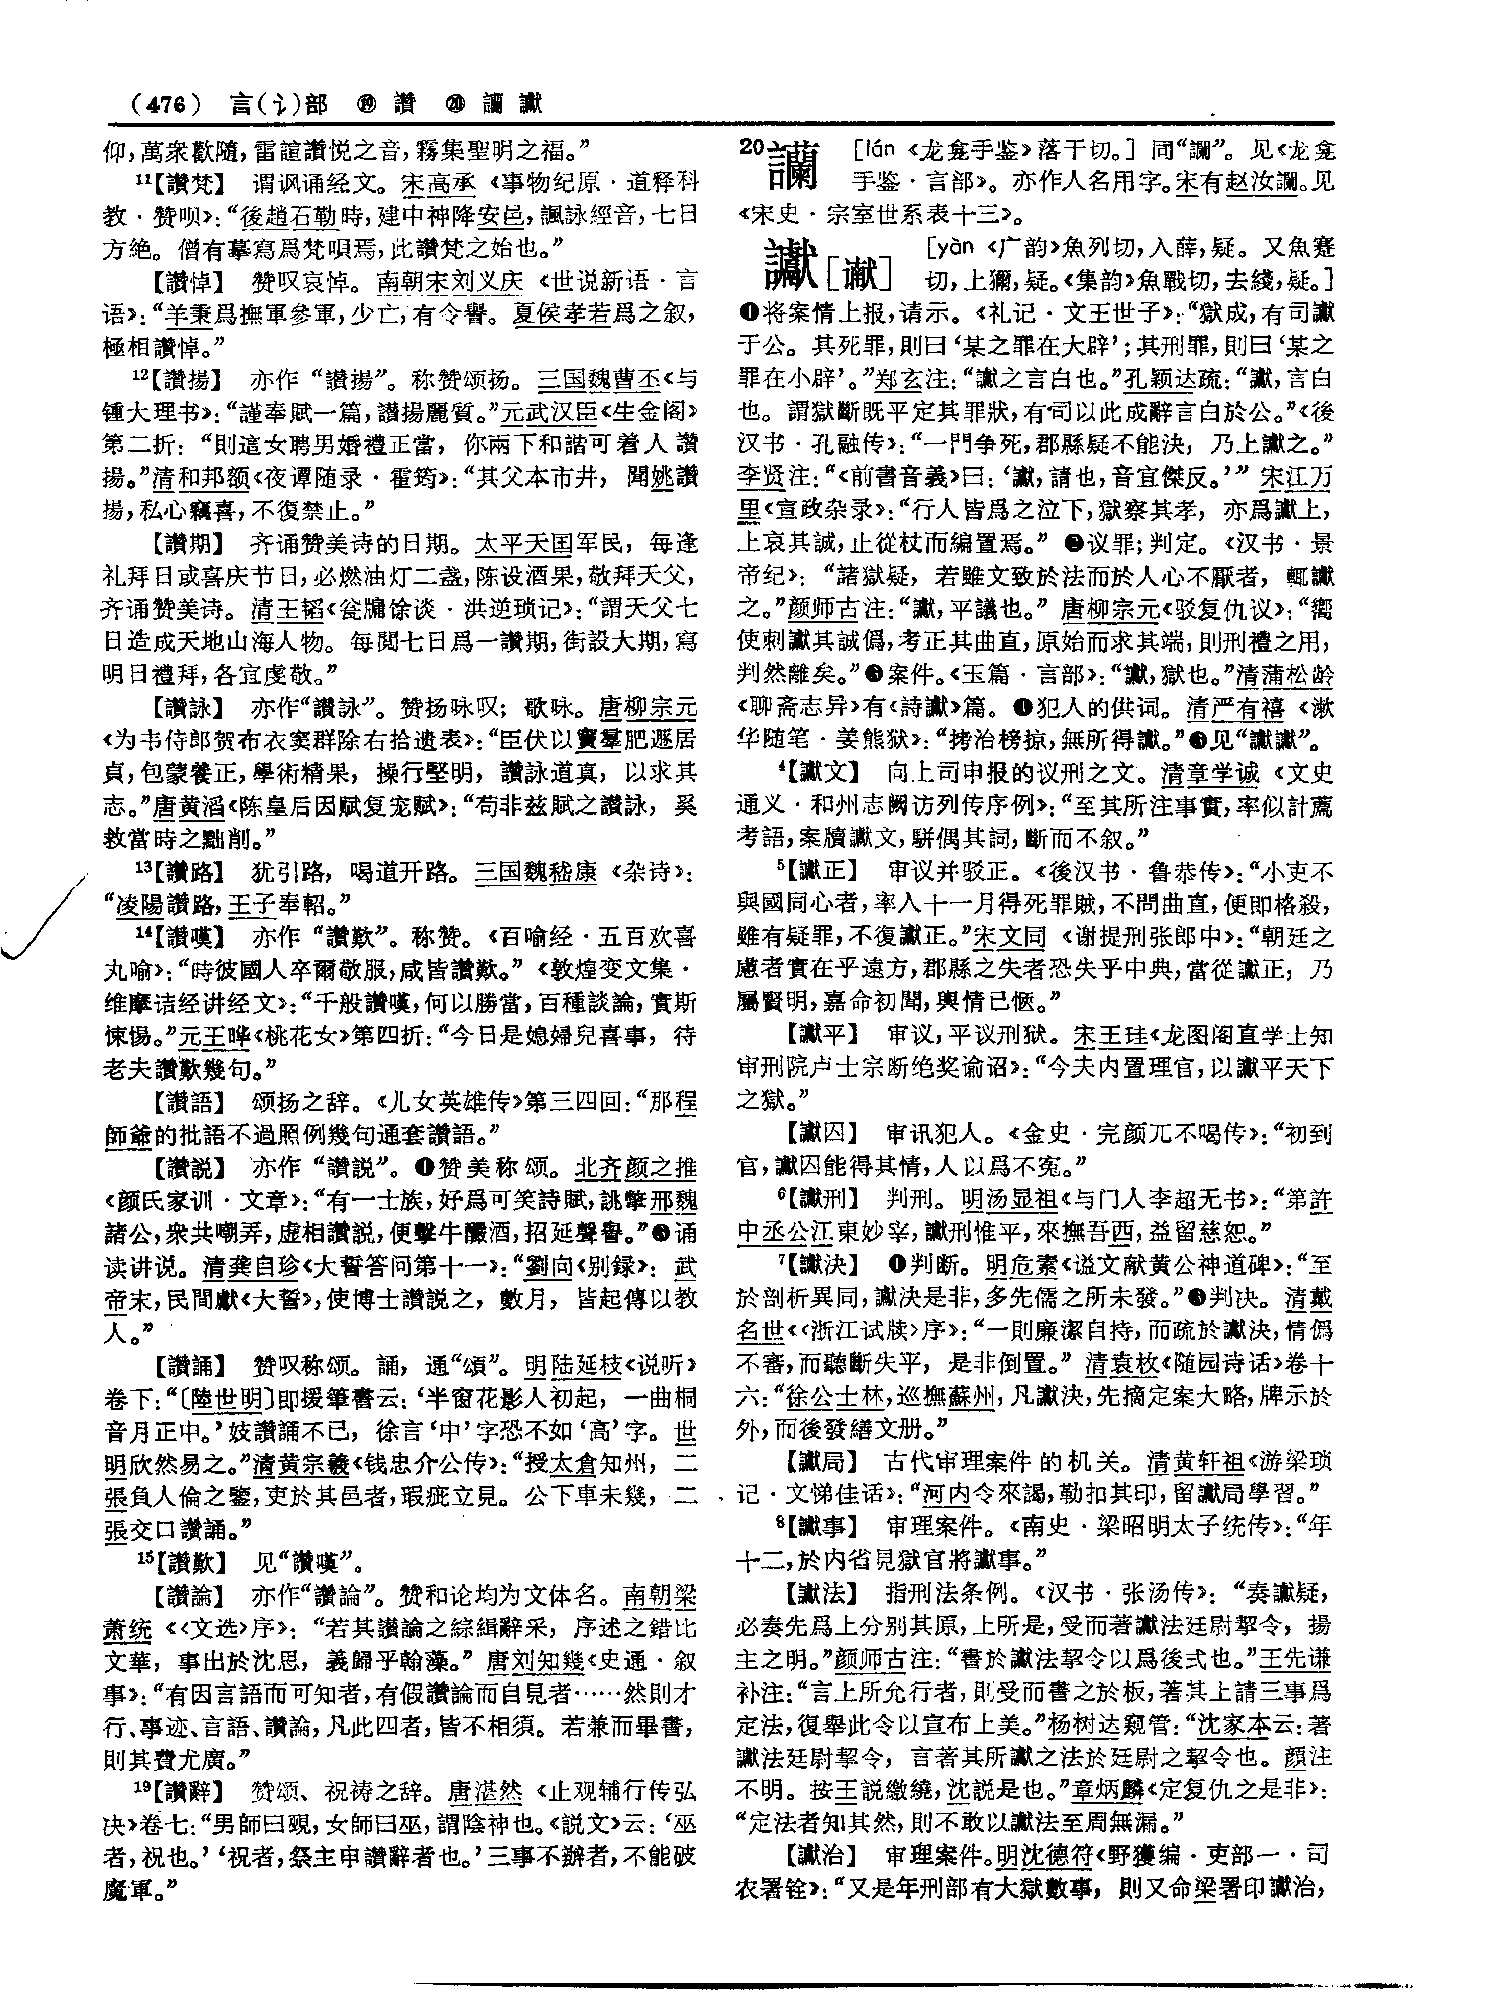 (476) 言(讠)部 ⑲ 讚 ⑳ 讕 讞
仰，萬衆歡随，雷諠讚悦之音，霧集聖明之福。”
11【讚梵】 谓讽诵经文。宋高承《事物纪原·道释科
教·赞呗》：“後趙石勒時，建中神降安邑，諷詠經音，七日
方絶。僧有摹寫爲梵唄焉，此讚梵之始也。”
【讚悼】 赞叹哀悼。南朝宋刘义庆《世说新语·言
语》：“羊秉爲撫軍參軍，少亡，有令譽。夏侯孝若爲之叙，
極相讚悼。”
12【讚揚】 亦作“讃揚”。称赞颂扬。三国魏曹丕《与
锺大理书》：“謹奉賦一篇，讃揚麗質。”元武汉臣《生金阁》
第二折：“則這女聘男婚禮正當，你兩下和諧可着人讚
揚。”清和邦额《夜谭随录·霍筠》：“其父本市井，聞姚讚
揚，私心竊喜，不復禁止。”
【讚期】 齐诵赞美诗的日期。太平天囯军民，每逢
礼拜日或喜庆节日，必燃油灯二盏，陈设酒果，敬拜天父，
齐诵赞美诗。清王韬《瓮牖馀谈·洪逆琐记》：“謂天父七
日造成天地山海人物。每閲七日爲一讚期，街設大期，寫
明日禮拜，各宜虔敬。”
【讚詠】 亦作“讃詠”。赞扬咏叹；歌咏。唐柳宗元
《为韦侍郎贺布衣窦群除右拾遗表》：“臣伏以竇羣肥遯居
貞，包蒙養正，學術精果，操行堅明，讚詠道真，以求其
志。”唐黄滔《陈皇后因赋复宠赋》：“苟非兹賦之讚詠，奚
救當時之黜削。”
13【讚路】 犹引路，喝道开路。三国魏嵇康《杂诗》：
“凌陽讚路，王子奉軺。”
14【讚嘆】 亦作“讚歎”。称赞。《百喻经·五百欢喜
丸喻》：“時彼國人卒爾敬服，咸皆讚歎。”《敦煌变文集·
维摩诘经讲经文》：“千般讚嘆，何以勝當，百種談論，實斯
悚惕。”元王晔《桃花女》第四折：“今日是媳婦兒喜事，待
老夫讚歎幾句。”
【讚語】 颂扬之辞。《儿女英雄传》第三四回：“那程
師爺的批語不過照例幾句通套讚語。”
【讚説】 亦作“讃説”。❶赞美称颂。北齐颜之推
《颜氏家训·文章》：“有一士族，好爲可笑詩賦，誂擎邢魏
諸公，衆共嘲弄，虚相讚説，便擊牛釃酒，招延聲譽。”❷诵
读讲说。清龚自珍《大誓答问第十一》：“劉向《别録》：武
帝末，民間獻《大誓》，使博士讚説之，數月，皆起傳以教
人。”
【讚誦】 赞叹称颂。誦，通“頌”。明陆延枝《说听》
卷下：“〔陸世明〕即援筆書云：‘半窗花影人初起，一曲桐
音月正中。’妓讚誦不已，徐言‘中’字恐不如‘高’字。世
明欣然易之。”清黄宗羲《钱忠介公传》：“授太倉知州，二
張負人倫之鑒，吏於其邑者，瑕疵立見。公下車未幾，二
張交口讚誦。”
15【讚歎】 见“讚嘆”。
【讚論】 亦作“讃論”。赞和论均为文体名。南朝梁
萧统《〈文选〉序》：“若其讃論之綜緝辭采，序述之錯比
文華，事出於沈思，義歸乎翰藻。”唐刘知幾《史通·叙
事》：“有因言語而可知者，有假讚論而自見者……然則才
行、事迹、言語、讚論，凡此四者，皆不相須。若兼而畢書，
則其費尤廣。”
19【讚辭】 赞颂、祝祷之辞。唐湛然《止观辅行传弘
决》卷七：“男師曰覡，女師曰巫，謂陰神也。《説文》云：‘巫
者，祝也。’‘祝者，祭主申讚辭者也。’三事不辦者，不能破
魔軍。”
20讕 [lán《龙龛手鉴》落干切。]同“讕”。见《龙龛
手鉴·言部》。亦作人名用字。宋有赵汝讕。见
《宋史·宗室世系表十三》。
讞[谳] [yàn《广韵》魚列切，入薛，疑。又魚蹇
切，上獮，疑。《集韵》魚戰切，去綫，疑。]
❶将案情上报，请示。《礼记·文王世子》：“獄成，有司讞
于公。其死罪，則曰‘某之罪在大辟’；其刑罪，則曰‘某之
罪在小辟’。”郑玄注：“讞之言白也。”孔颖达疏：“讞，言白
也。謂獄斷既平定其罪狀，有司以此成辭言白於公。”《後
汉书·孔融传》：“一門争死，郡縣疑不能決，乃上讞之。”
李贤注：“《前書音義》曰：‘讞，請也，音宜傑反。’”宋江万
里《宣政杂录》：“行人皆爲之泣下，獄察其孝，亦爲讞上，
上哀其誠，止從杖而编置焉。”❷议罪；判定。《汉书·景
帝纪》：“諸獄疑，若雖文致於法而於人心不厭者，輒讞
之。”颜师古注：“讞，平議也。”唐柳宗元《驳复仇议》：“嚮
使刺讞其誠僞，考正其曲直，原始而求其端，則刑禮之用，
判然離矣。”❸案件。《玉篇·言部》：“讞，獄也。”清蒲松龄
《聊斋志异》有《詩讞》篇。❹犯人的供词。清严有禧《漱
华随笔·姜熊狱》：“拷治榜掠，無所得讞。”❺见“讞讞”。
4【讞文】 向上司申报的议刑之文。清章学诚《文史
通义·和州志阙访列传序例》：“至其所注事實，率似計薦
考語，案牘讞文，駢偶其詞，斷而不叙。”
5【讞正】 审议并驳正。《後汉书·鲁恭传》：“小吏不
與國同心者，率入十一月得死罪賊，不問曲直，便即格殺，
雖有疑罪，不復讞正。”宋文同《谢提刑张郎中》：“朝廷之
慮者實在乎遠方，郡縣之失者恐失乎中典，當從讞正；乃
屬賢明，嘉命初聞，輿情已愜。”
【讞平】 审议，平议刑狱。宋王珪《龙图阁直学士知
审刑院卢士宗断绝奖谕诏》：“今夫内置理官，以讞平天下
之獄。”
【讞囚】 审讯犯人。《金史·完颜兀不喝传》：“初到
官，讞囚能得其情，人以爲不冤。”
6【讞刑】 判刑。明汤显祖《与门人李超无书》：“第許
中丞公江東妙宰，讞刑惟平，來撫吾西，益留慈恕。”
7【讞決】 ❶判断。明危素《谥文献黄公神道碑》：“至
於剖析異同，讞決是非，多先儒之所未發。”❷判决。清戴
名世《〈浙江试牍〉序》：“一則廉潔自持，而疏於讞決，情僞
不審，而聽斷失平，是非倒置。”清袁枚《随园诗话》卷十
六：“徐公士林，巡撫蘇州，凡讞決，先摘定案大略，牌示於
外，而後發繕文册。”
【讞局】 古代审理案件的机关。清黄轩祖《游梁琐
记·文悌佳话》：“河内令來謁，勒扣其印，留讞局學習。”
8【讞事】 审理案件。《南史·梁昭明太子统传》：“年
十二，於内省見獄官將讞事。”
【讞法】 指刑法条例。《汉书·张汤传》：“奏讞疑，
必奏先爲上分别其原，上所是，受而著讞法廷尉挈令，揚
主之明。”颜师古注：“書於讞法挈令以爲後式也。”王先谦
补注：“言上所允行者，則受而書之於板，著其上請三事爲
定法，復舉此令以宣布上美。”杨树达窥管：“沈家本云：著
讞法廷尉挈令，言著其所讞之法於廷尉之挈令也。顔注
不明。按王説繳繞，沈説是也。”章炳麟《定复仇之是非》：
“定法者知其然，則不敢以讞法至周無漏。”
【讞治】 审理案件。明沈德符《野獲编·吏部一·司
农署铨》：“又是年刑部有大獄數事，則又命梁署印讞治，